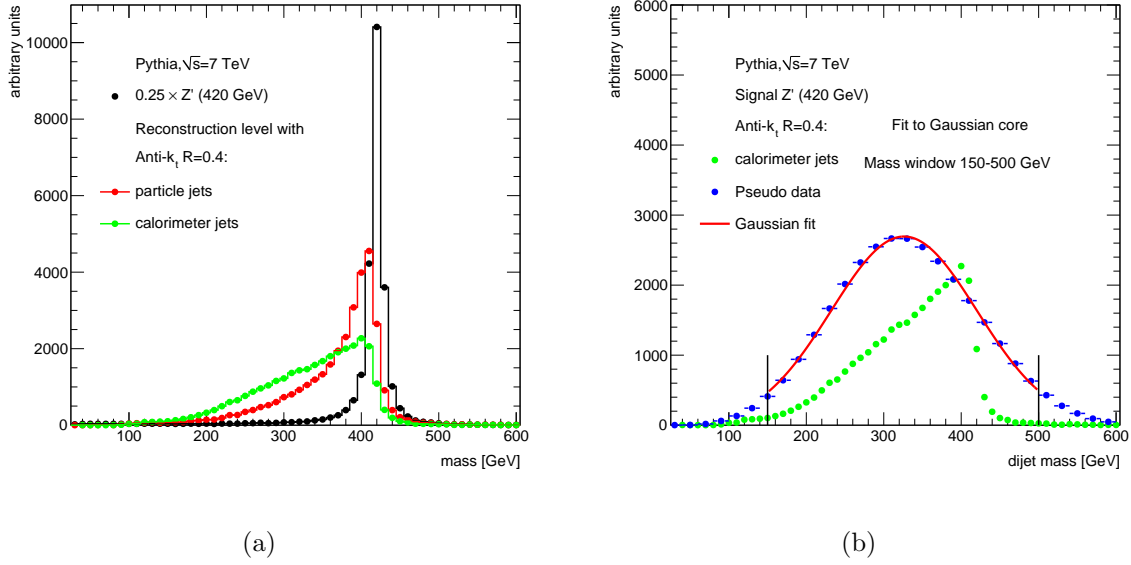 arbitrary units
10000
8000
6000
4000
2000
0
Pythia,√s=7 TeV
0.25 × Z' (420 GeV)
Reconstruction level with
Anti-k_t R=0.4:
particle jets
calorimeter jets
100 200 300 400 500 600
mass [GeV]
(a)
arbitrary units
6000
5000
4000
3000
2000
1000
0
Pythia,√s=7 TeV
Signal Z' (420 GeV)
Anti-k_t R=0.4:
calorimeter jets
Pseudo data
Gaussian fit
Fit to Gaussian core
Mass window 150-500 GeV
100 200 300 400 500 600
dijet mass [GeV]
(b)